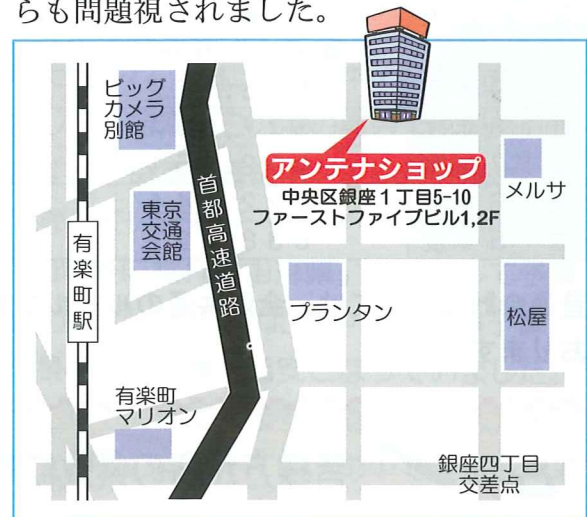 らも問題視されました。
ビッグ
カメラ
別館
アンテナショップ
中央区銀座1丁目5-10
ファーストファイブビル1,2F
メルサ
首都高速道路
東京
交通
会館
有楽町駅
プランタン
松屋
有楽町
マリオン
銀座四丁目
交差点